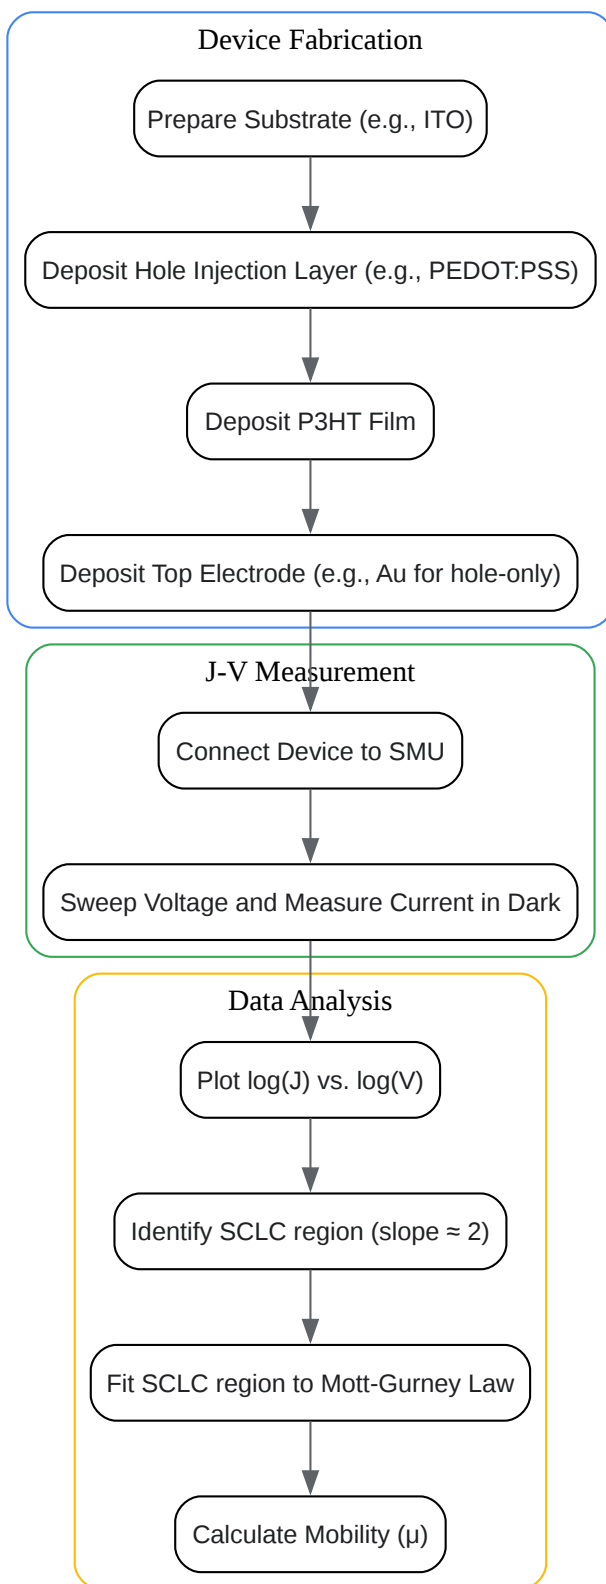 Device Fabrication
Prepare Substrate (e.g., ITO)
Deposit Hole Injection Layer (e.g., PEDOT:PSS)
Deposit P3HT Film
Deposit Top Electrode (e.g., Au for hole-only)
J-V Measurement
Connect Device to SMU
Sweep Voltage and Measure Current in Dark
Data Analysis
Plot log(J) vs. log(V)
Identify SCLC region (slope ≈ 2)
Fit SCLC region to Mott-Gurney Law
Calculate Mobility (μ)